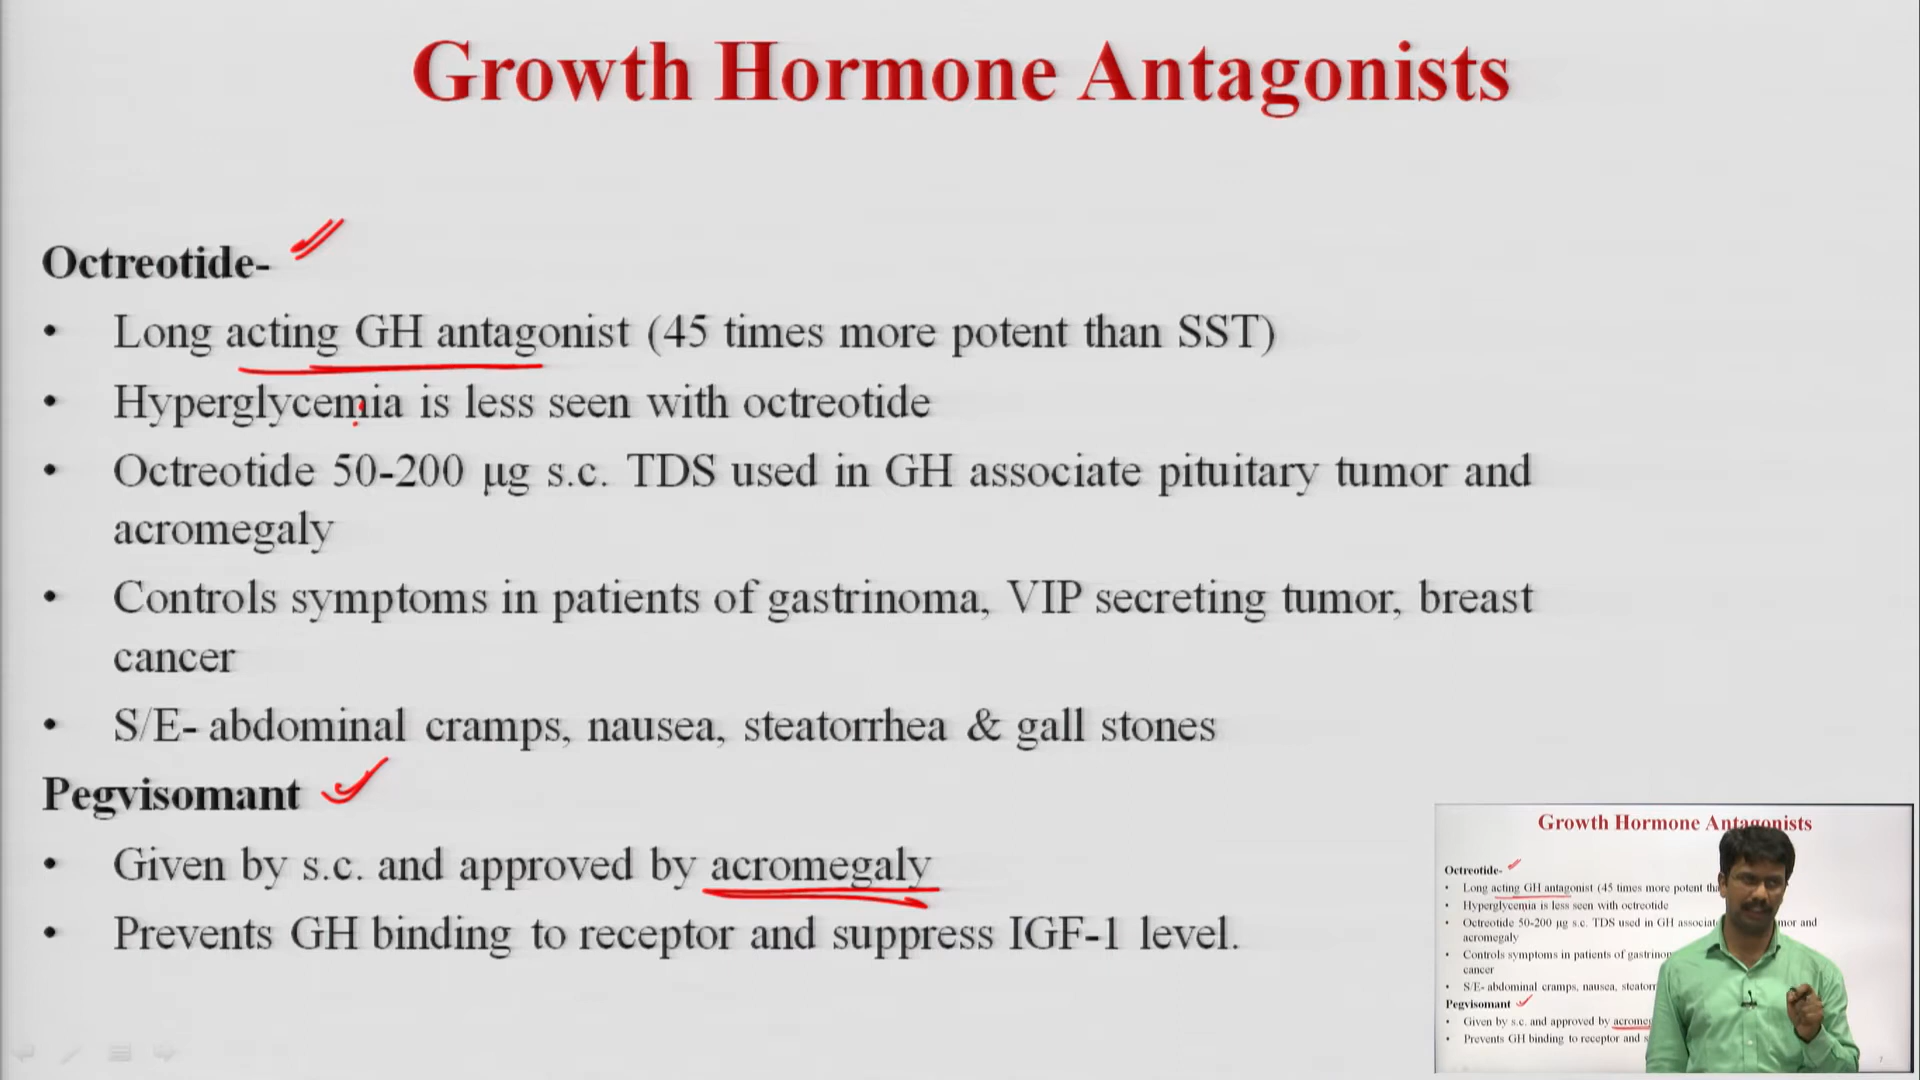 Growth Hormone Antagonists
Octreotide-
• Long acting GH antagonist (45 times more potent than SST)
• Hyperglycemia is less seen with octreotide
• Octreotide 50-200 µg s.c. TDS used in GH associate pituitary tumor and
acromegaly
• Controls symptoms in patients of gastrinoma, VIP secreting tumor, breast
cancer
• S/E- abdominal cramps, nausea, steatorrhea & gall stones
Pegvisomant
• Given by s.c. and approved by acromegaly
• Prevents GH binding to receptor and suppress IGF-1 level.
Growth Hormone Antagonists
Octreotide-
• Long acting GH antagonist (45 times more potent
• Hyperglycemia is less seen with octreotide
• Octreotide 50-200 µg s.c. TDS used in GH and
acromegaly
• Controls symptoms in patients of
cancer
• S/E- abdominal cramps, nausea,
Pegvisomant
• Given by s.c. and approved by
• Prevents GH binding to receptor and
7